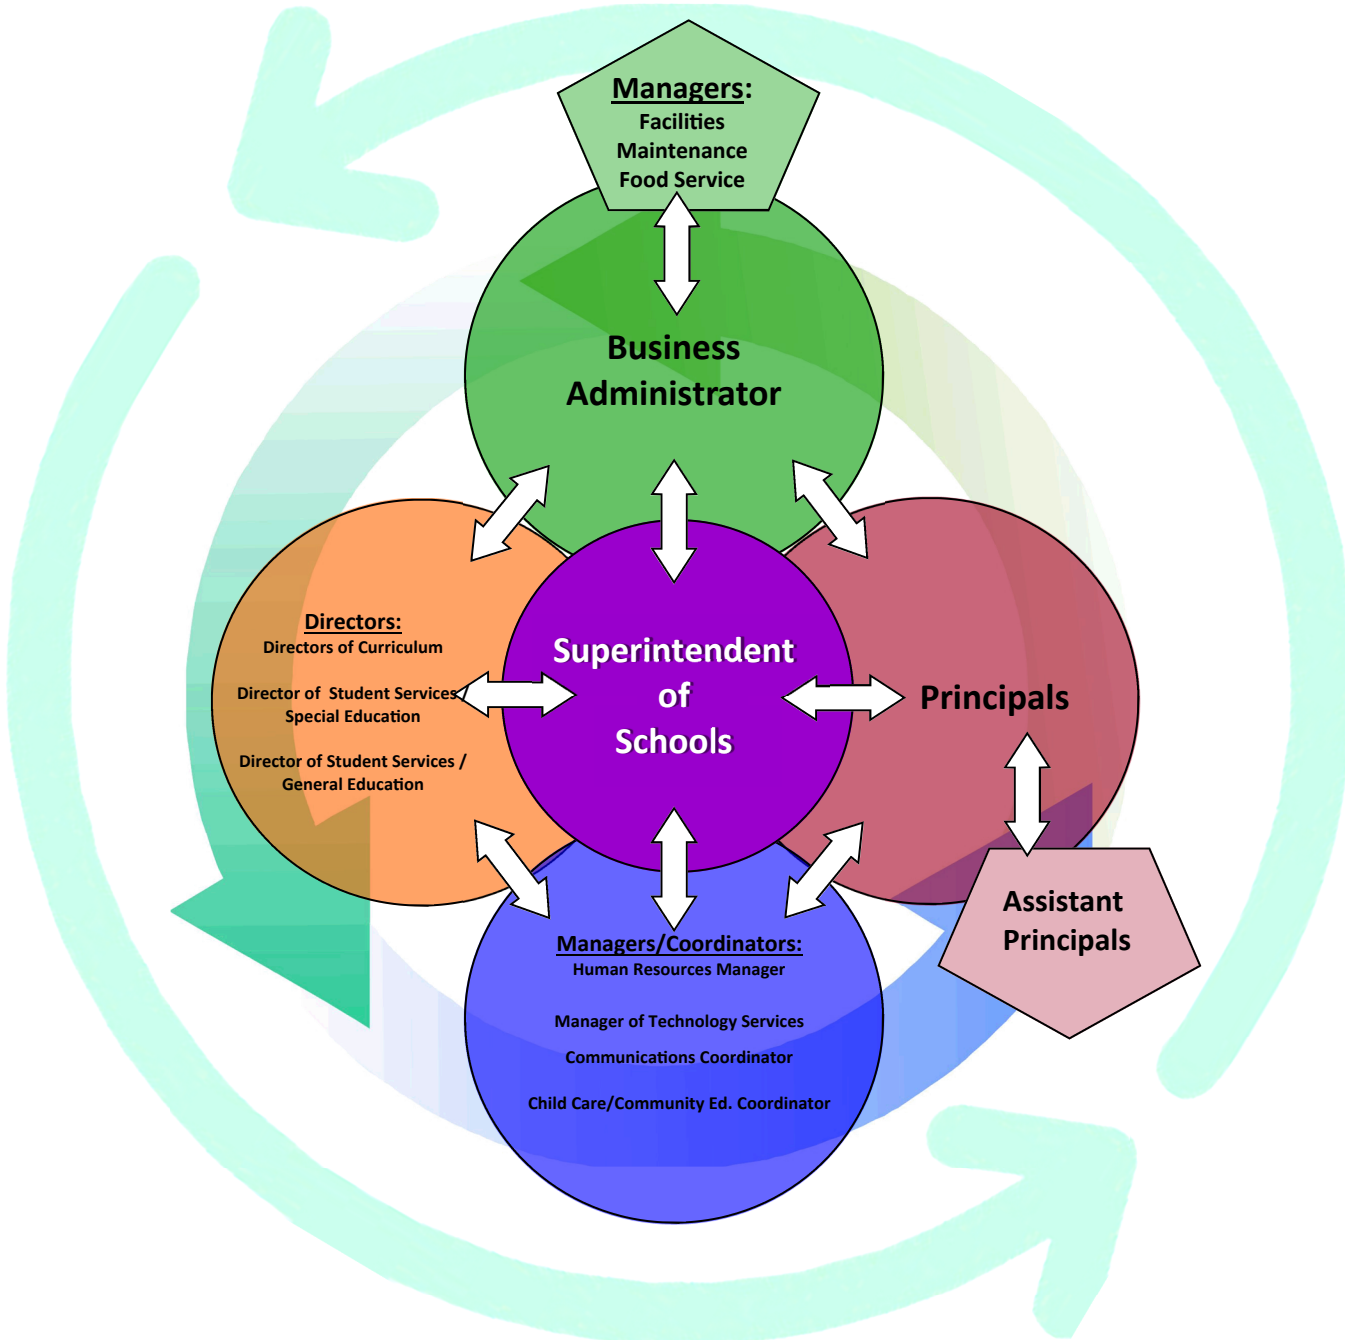 Managers:
Facilities
Maintenance
Food Service
Business
Administrator
Directors:
Directors of Curriculum
Director of  Student Services /
Special Education
Director of Student Services /
General Education
Superintendent
of
Schools
Principals
Assistant
Principals
Managers/Coordinators:
Human Resources Manager
Manager of Technology Services
Communications Coordinator
Child Care/Community Ed. Coordinator